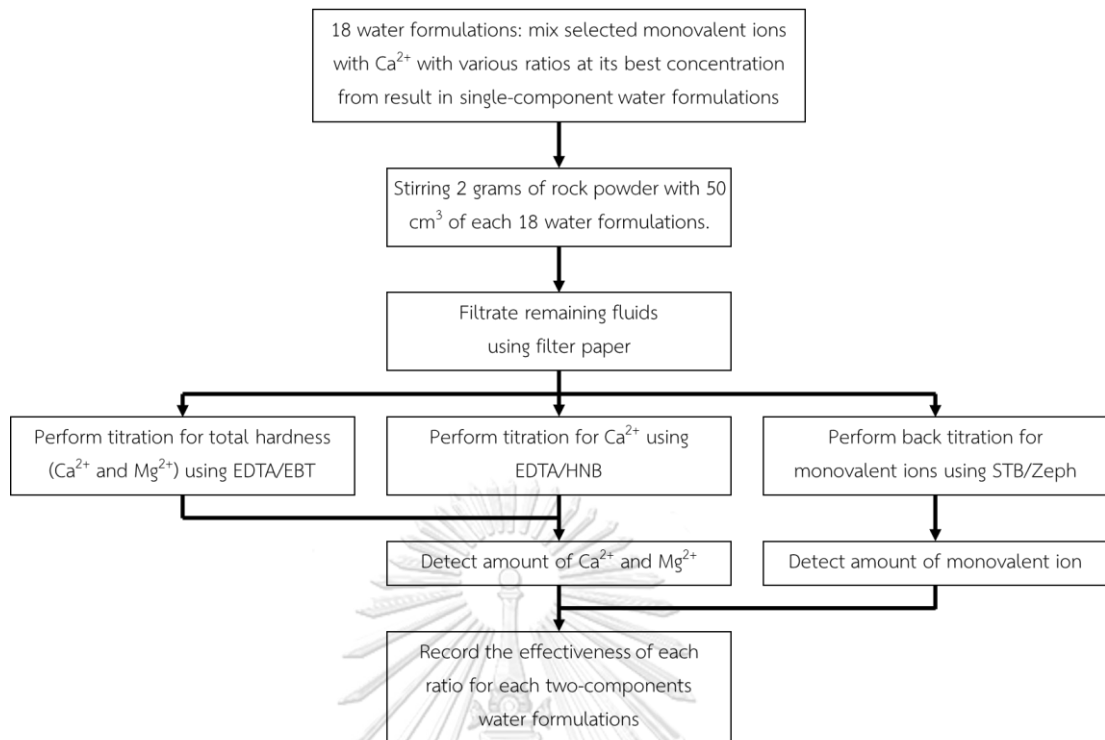 18 water formulations: mix selected monovalent ions
with Ca²⁺ with various ratios at its best concentration
from result in single-component water formulations
Stirring 2 grams of rock powder with 50
cm³ of each 18 water formulations.
Filtrate remaining fluids
using filter paper
Perform titration for total hardness
(Ca²⁺ and Mg²⁺) using EDTA/EBT
Perform titration for Ca²⁺ using
EDTA/HNB
Perform back titration for
monovalent ions using STB/Zeph
Detect amount of Ca²⁺ and Mg²⁺
Detect amount of monovalent ion
Record the effectiveness of each
ratio for each two-components
water formulations